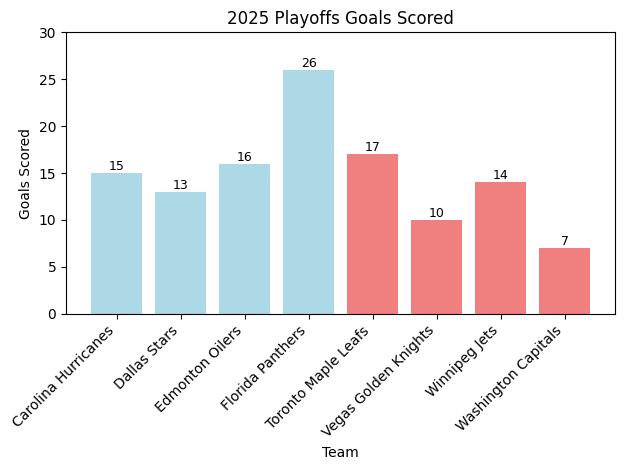 2025 Playoffs Goals Scored
Goals Scored
30
25
20
15
10
5
0
15
13
16
26
17
10
14
7
Carolina Hurricanes
Dallas Stars
Edmonton Oilers
Florida Panthers
Toronto Maple Leafs
Vegas Golden Knights
Winnipeg Jets
Washington Capitals
Team